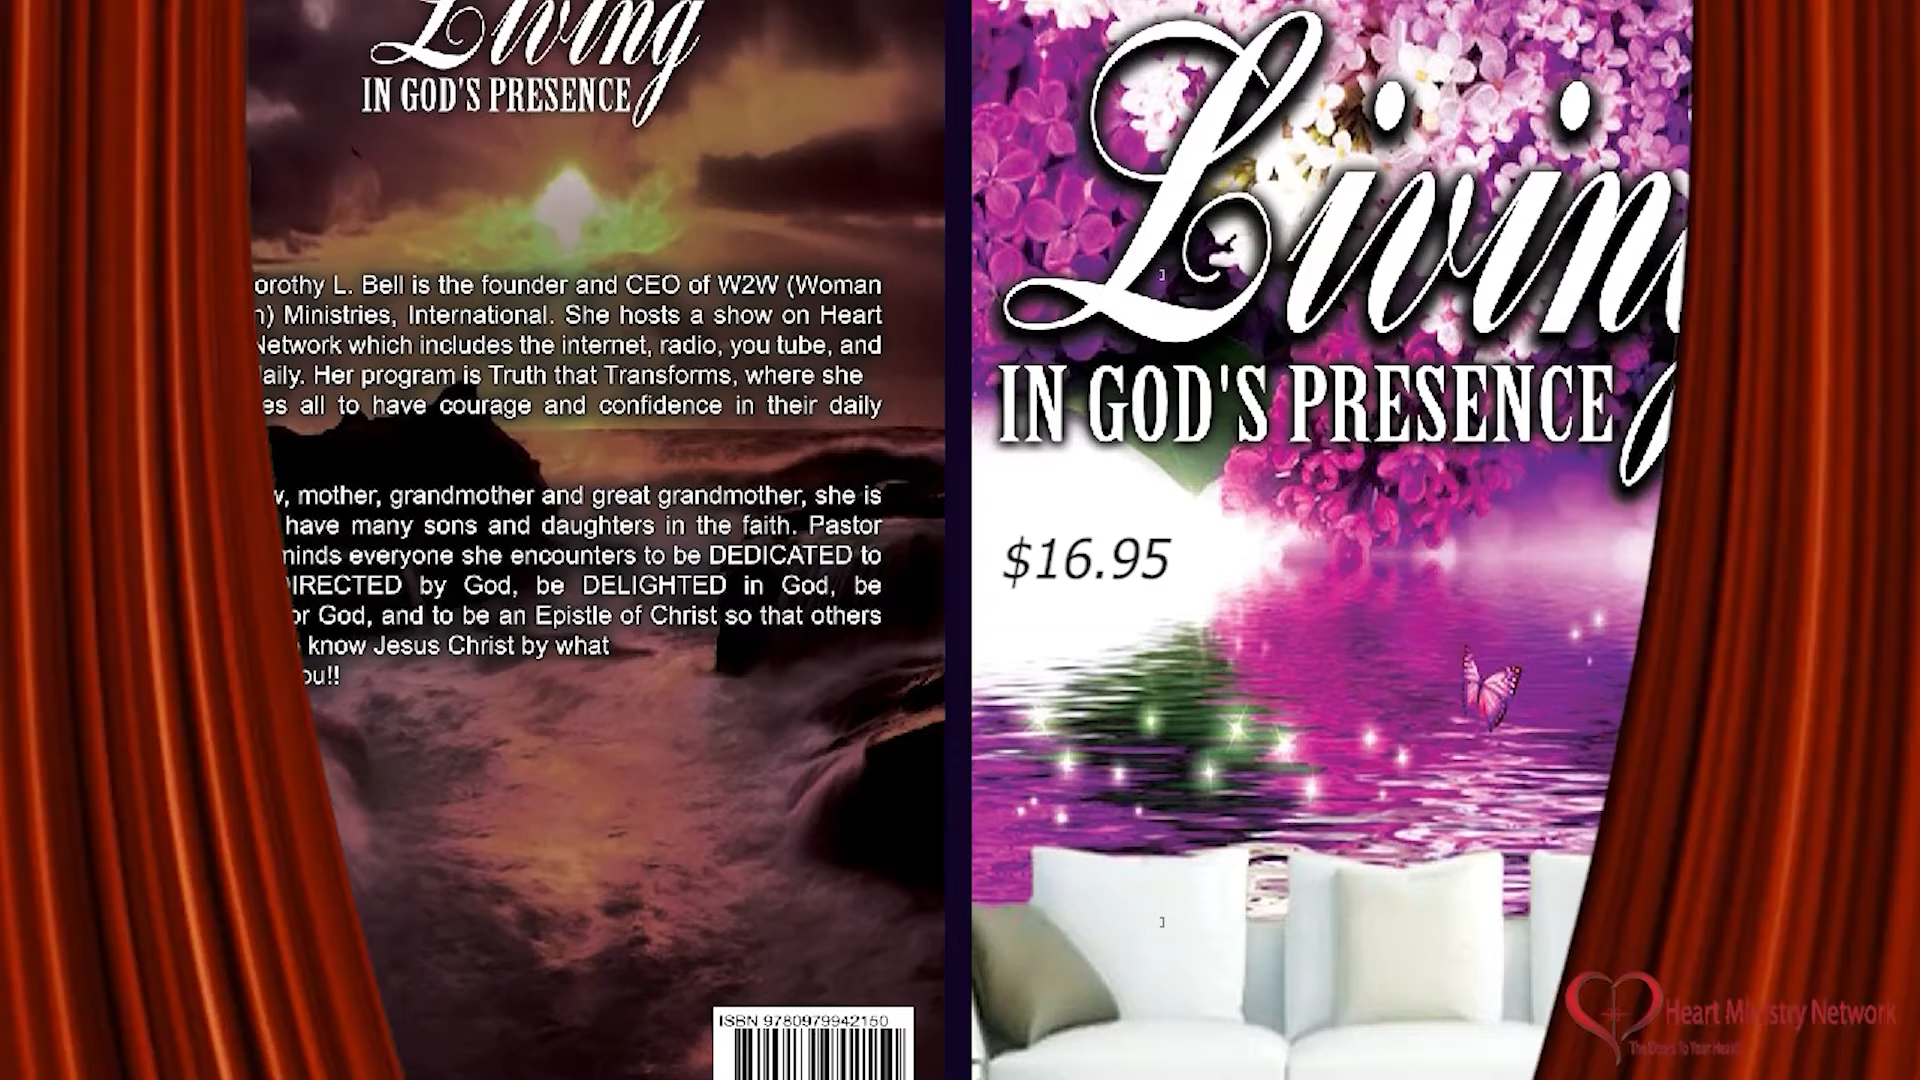 Living
IN GOD'S PRESENCE
orothy L. Bell is the founder and CEO of W2W (Woman
n) Ministries, International. She hosts a show on Heart
Network which includes the internet, radio, you tube, and
aily. Her program is Truth that Transforms, where she
es all to have courage and confidence in their daily
w, mother, grandmother and great grandmother, she is
have many sons and daughters in the faith. Pastor
minds everyone she encounters to be DEDICATED to
DIRECTED by God, be DELIGHTED in God, be
or God, and to be an Epistle of Christ so that others
know Jesus Christ by what
ou!!
ISBN 9780979942150
Living
IN GOD'S PRESENCE
$16.95
Heart Ministry Network